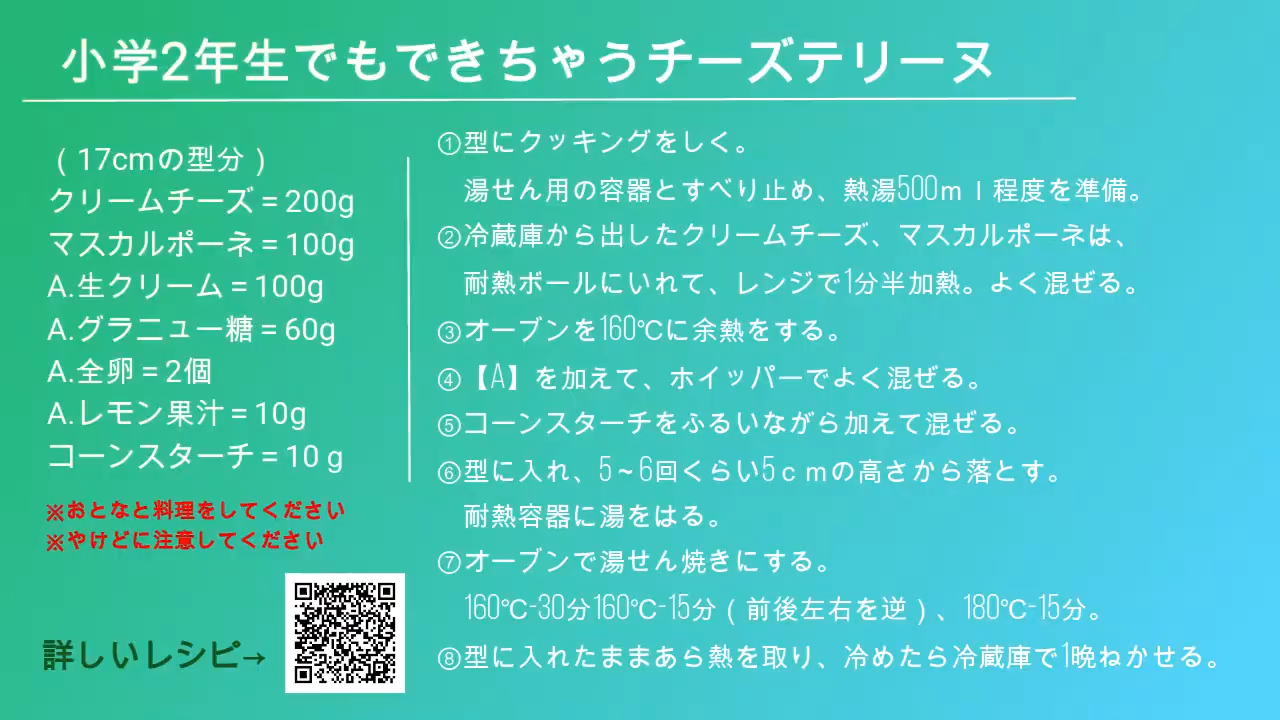 小学2年生でもできちゃうチーズテリーヌ
（17cmの型分）
クリームチーズ＝200g
マスカルポーネ＝100g
A.生クリーム＝100g
A.グラニュー糖＝60g
A.全卵＝2個
A.レモン果汁＝10g
コーンスターチ＝10ｇ
※おとなと料理をしてください
※やけどに注意してください
詳しいレシピ→
①型にクッキングをしく。
湯せん用の容器とすべり止め、熱湯500ｍｌ程度を準備。
②冷蔵庫から出したクリームチーズ、マスカルポーネは、
耐熱ボールにいれて、レンジで1分半加熱。よく混ぜる。
③オーブンを160℃に余熱をする。
④【A】を加えて、ホイッパーでよく混ぜる。
⑤コーンスターチをふるいながら加えて混ぜる。
⑥型に入れ、5～6回くらい5ｃｍの高さから落とす。
耐熱容器に湯をはる。
⑦オーブンで湯せん焼きにする。
160℃-30分160℃-15分（前後左右を逆）、180℃-15分。
⑧型に入れたままあら熱を取り、冷めたら冷蔵庫で1晩ねかせる。